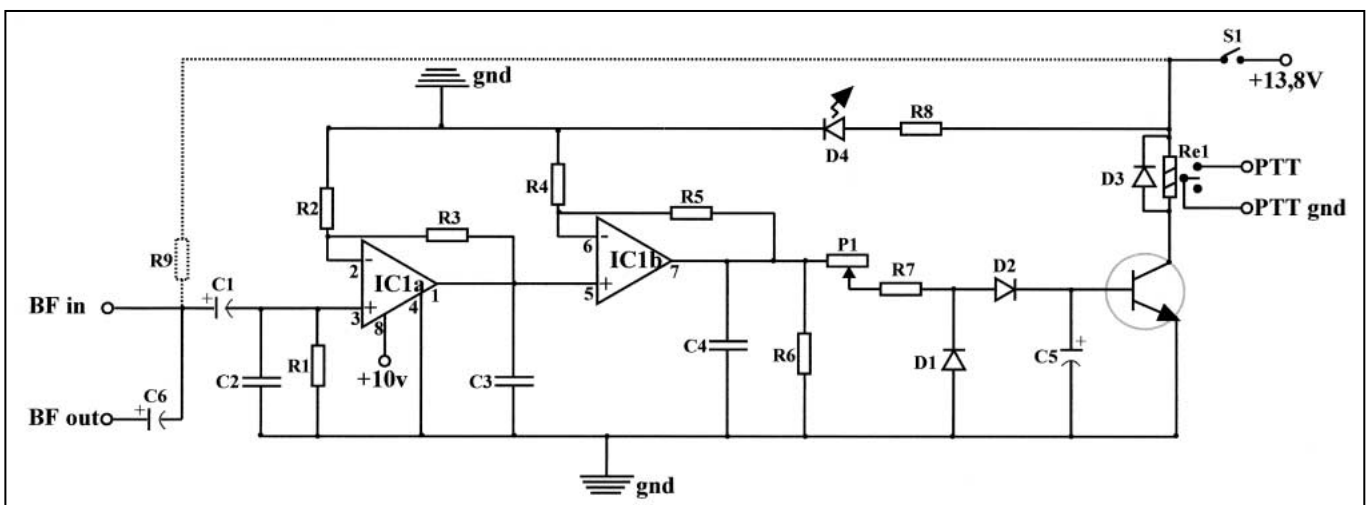 S1
gnd
+13,8V
R8
D4
Re1
PTT
D3
R4
R2
R5
PTT gnd
R3
6
-
P1
R9
2
-
IC1b
7
R7
D2
C1
IC1a
1
+
5
+
BF in
+
3
4
8
C4
R6
D1
C5
+
R1
C2
+10v
C3
C6
BF out
+
gnd